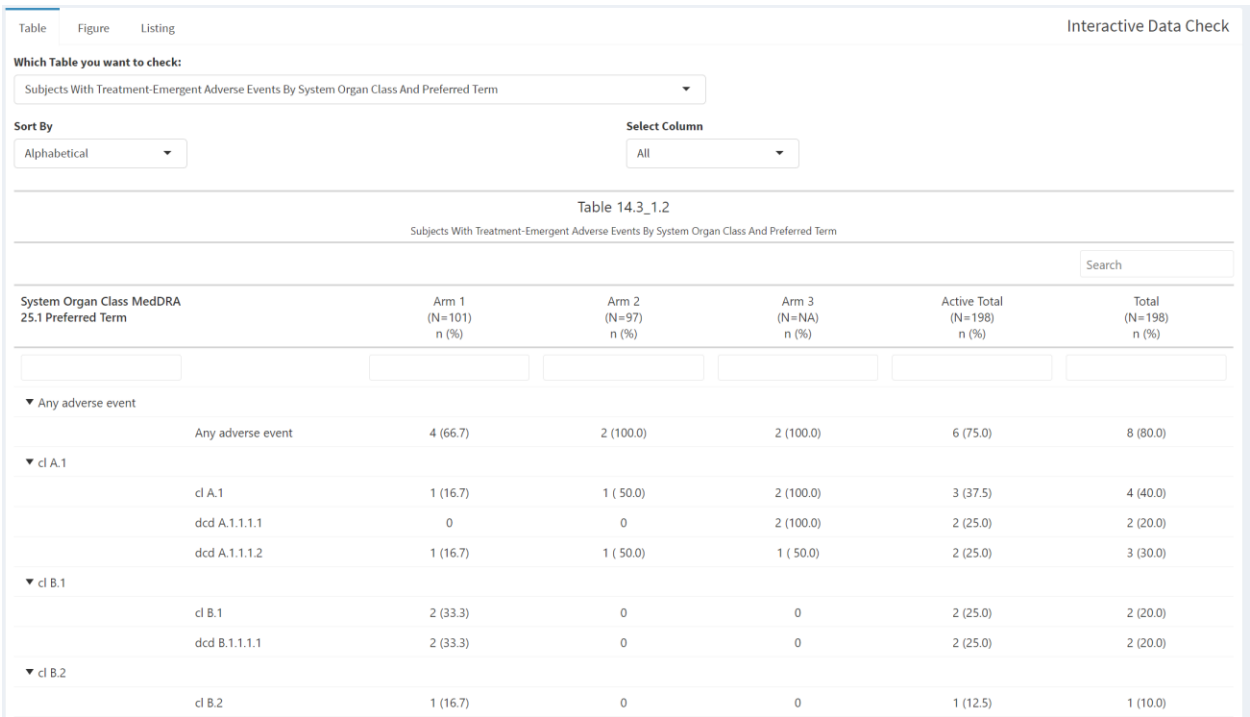 Table Figure Listing Interactive Data Check
Which Table you want to check:
Subjects With Treatment-Emergent Adverse Events By System Organ Class And Preferred Term
Sort By Select Column
Alphabetical All
Table 14.3_1.2
Subjects With Treatment-Emergent Adverse Events By System Organ Class And Preferred Term
Search
System Organ Class MedDRA Arm 1 Arm 2 Arm 3 Active Total Total
25.1 Preferred Term (N=101) (N=97) (N=NA) (N=198) (N=198)
n (%) n (%) n (%) n (%) n (%)
Any adverse event
Any adverse event 4 (66.7) 2 (100.0) 2 (100.0) 6 (75.0) 8 (80.0)
cl A.1
cl A.1 1 (16.7) 1 ( 50.0) 2 (100.0) 3 (37.5) 4 (40.0)
dcd A.1.1.1.1 0 0 2 (100.0) 2 (25.0) 2 (20.0)
dcd A.1.1.1.2 1 (16.7) 1 ( 50.0) 1 ( 50.0) 2 (25.0) 3 (30.0)
cl B.1
cl B.1 2 (33.3) 0 0 2 (25.0) 2 (20.0)
dcd B.1.1.1.1 2 (33.3) 0 0 2 (25.0) 2 (20.0)
cl B.2
cl B.2 1 (16.7) 0 0 1 (12.5) 1 (10.0)